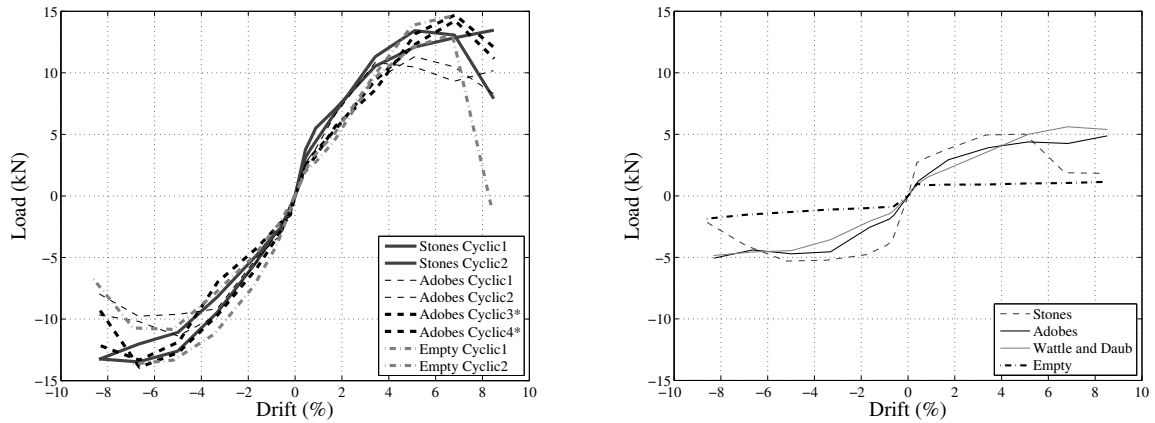 15
10
5
0
−5
−10
−15
Load (kN)
Stones Cyclic1
Stones Cyclic2
Adobes Cyclic1
Adobes Cyclic2
Adobes Cyclic3*
Adobes Cyclic4*
Empty Cyclic1
Empty Cyclic2
−10 −8 −6 −4 −2 0 2 4 6 8 10
Drift (%)
15
10
5
0
−5
−10
−15
Load (kN)
Stones
Adobes
Wattle and Daub
Empty
−10 −8 −6 −4 −2 0 2 4 6 8 10
Drift (%)